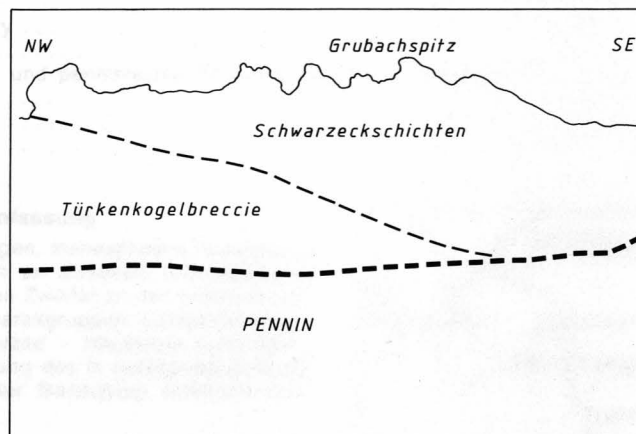 NW Grubachspitz SE
Schwarzeckschichten
Türkenkogelbreccie
PENNIN